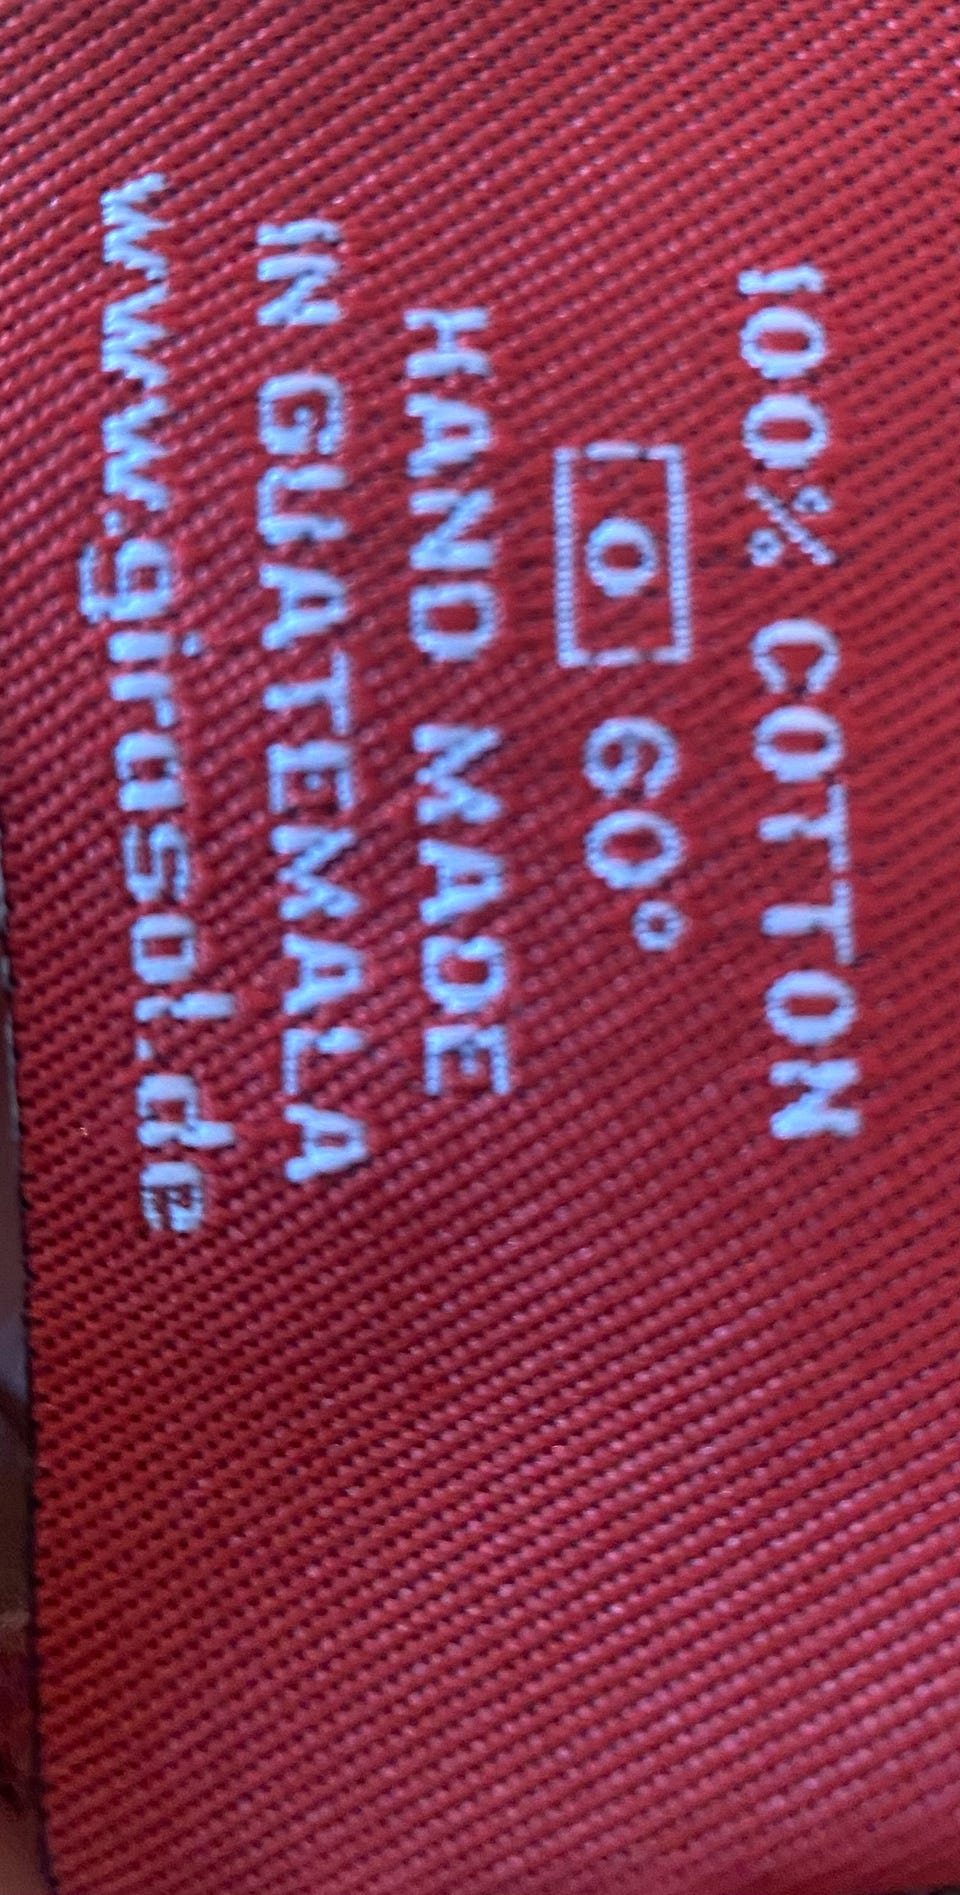 100% COTTON
O 60°
HAND MADE
IN GUATEMALA
www.girasol.de